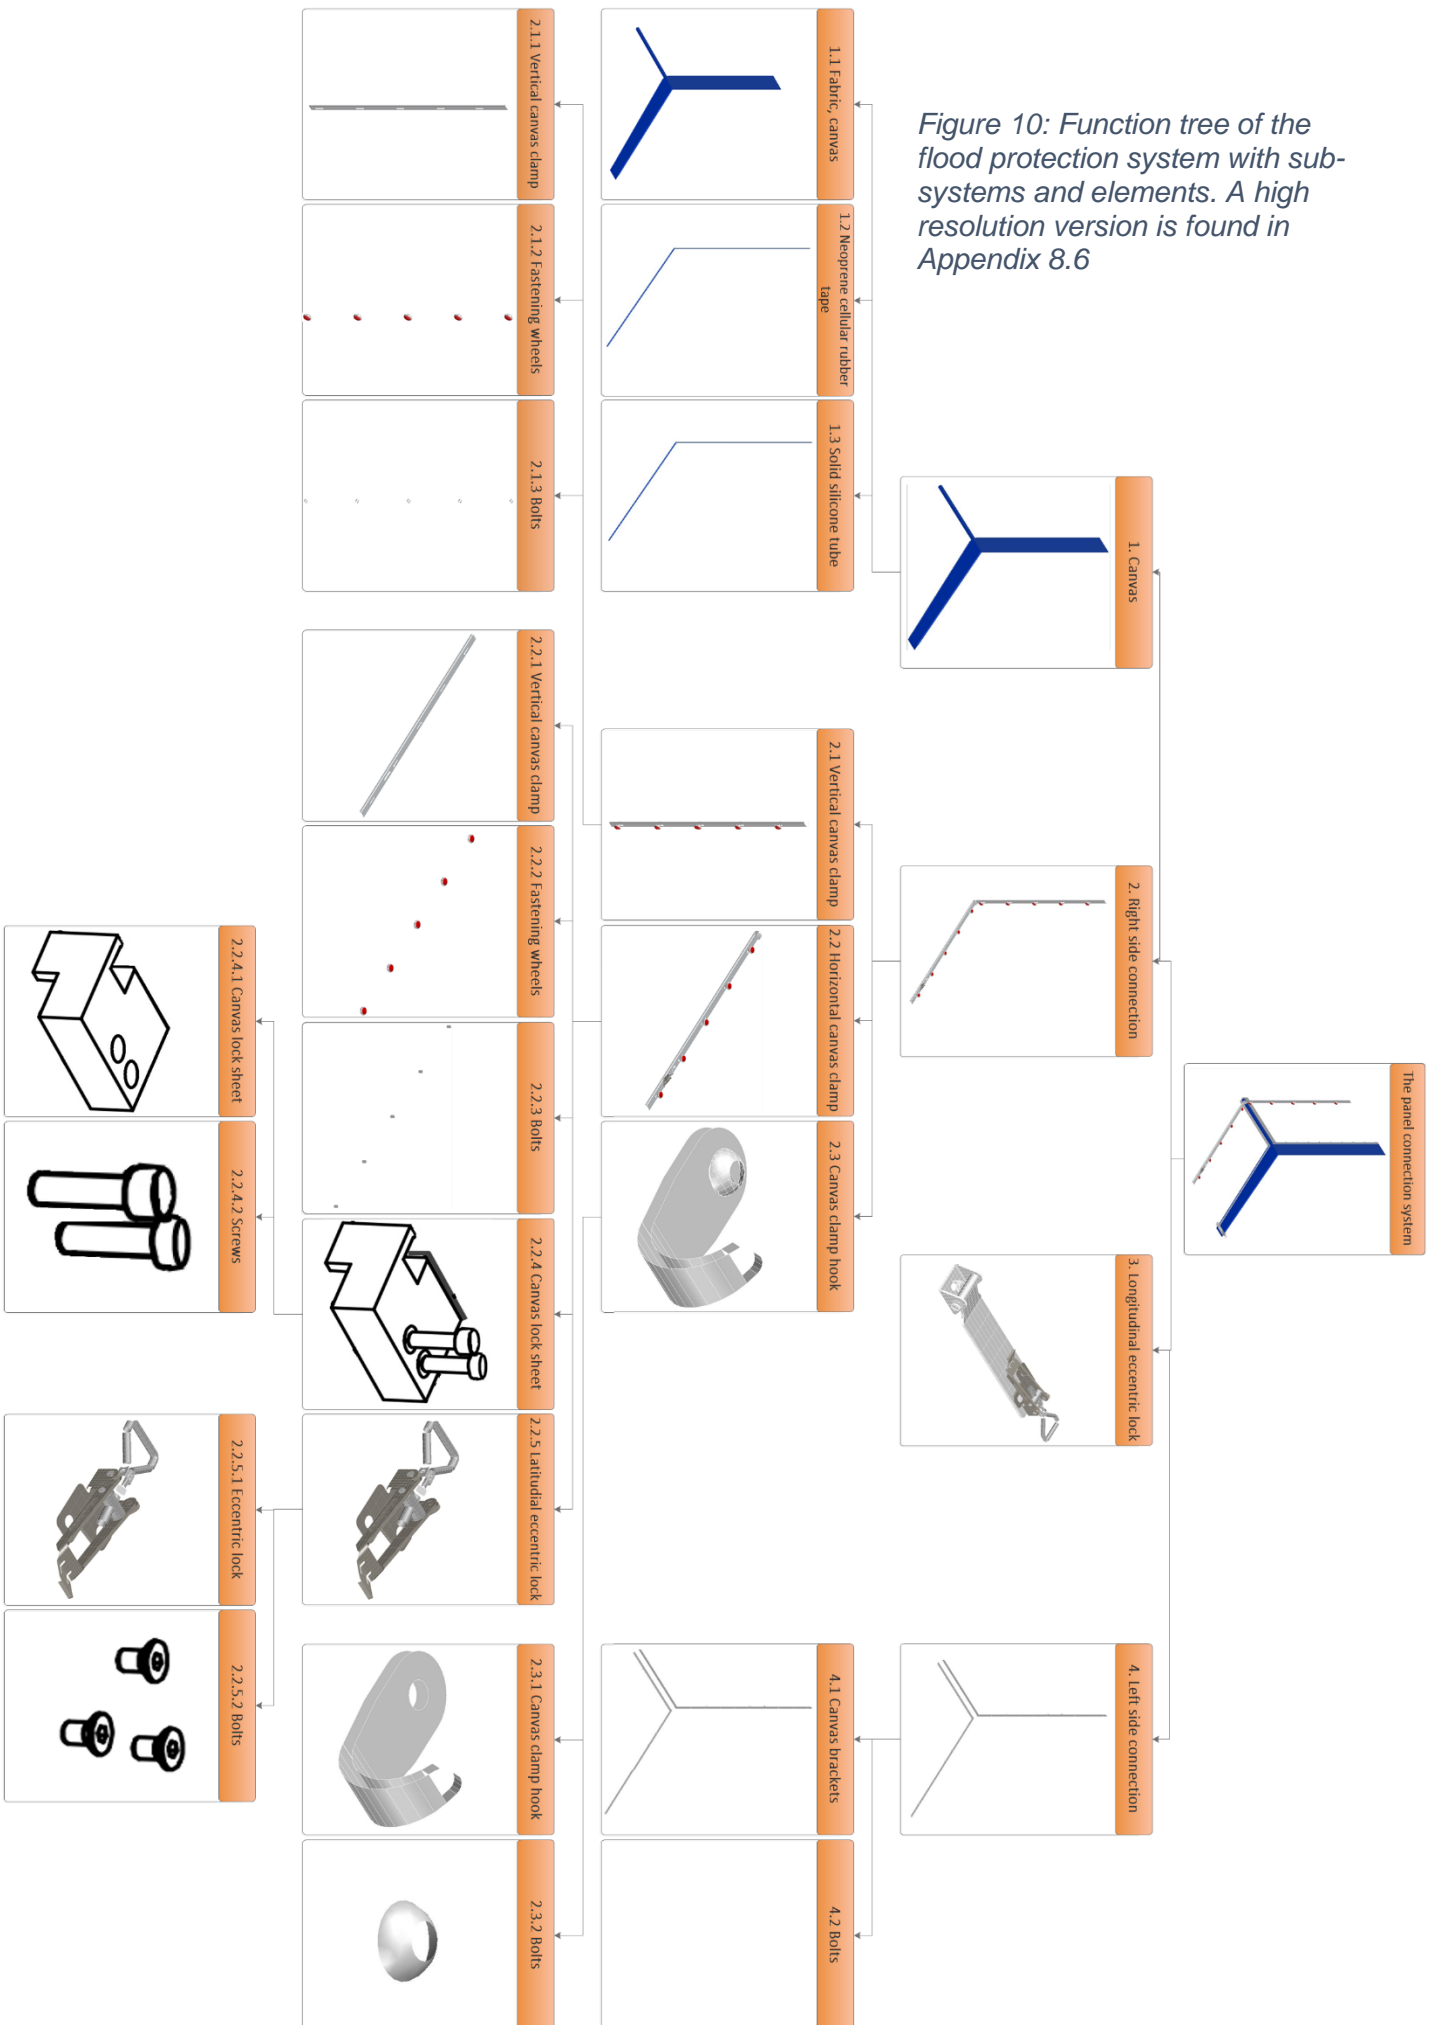 Figure 10: Function tree of the
flood protection system with sub-
systems and elements. A high
resolution version is found in
Appendix 8.6
The panel connection system
1. Canvas
2. Right side connection
3. Longitudinal eccentric lock
4. Left side connection
1.1 Fabric, canvas
1.2 Neoprene cellular rubber
tape
1.3 Solid silicone tube
2.1 Vertical canvas clamp
2.2 Horizontal canvas clamp
2.3 Canvas clamp hook
4.1 Canvas brackets
4.2 Bolts
2.1.1 Vertical canvas clamp
2.1.2 Fastening wheels
2.1.3 Bolts
2.2.1 Vertical canvas clamp
2.2.2 Fastening wheels
2.2.3 Bolts
2.2.4 Canvas lock sheet
2.2.5 Latitudial eccentric lock
2.3.1 Canvas clamp hook
2.3.2 Bolts
2.2.4.1 Canvas lock sheet
2.2.4.2 Screws
2.2.5.1 Eccentric lock
2.2.5.2 Bolts